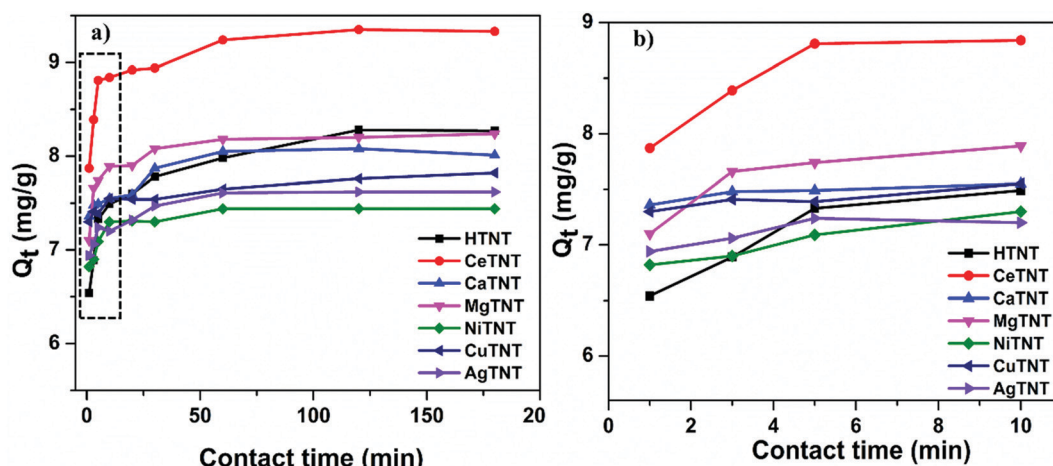 a)
9
8
7
6
Qt (mg/g)
HTNT
CeTNT
CaTNT
MgTNT
NiTNT
CuTNT
AgTNT
0 50 100 150 20
Contact time (min)
b)
9
8
7
6
Qt (mg/g)
HTNT
CeTNT
CaTNT
MgTNT
NiTNT
CuTNT
AgTNT
0 2 4 6 8 10
Contact time (min)